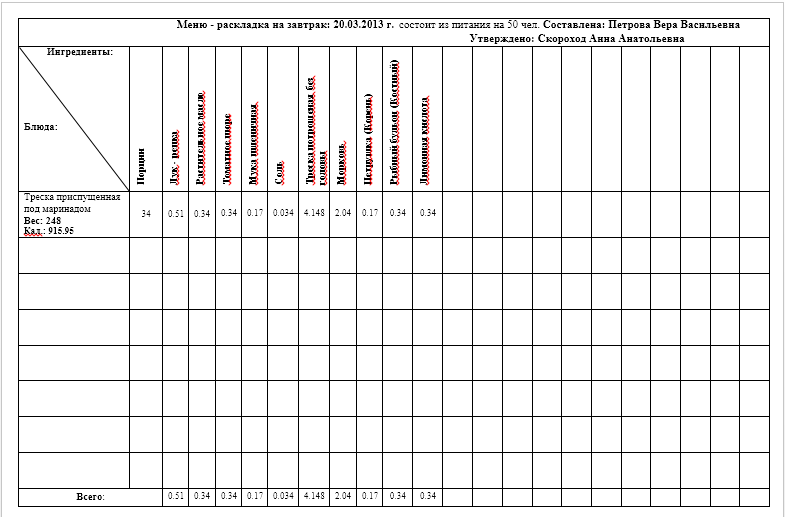 Меню - раскладка на завтрак: 20.03.2013 г. состоит из питания на 50 чел. Составлена: Петрова Вера Васильевна
Утверждено: Скороход Анна Анатольевна
Ингредиенты:
Блюда:
Порции
Лук - репка
Растительное масло
Томатное пюре
Мука пшеничная
Соль
Треска потрошеная без
головы
Морковь
Петрушка (Корень)
Рыбный бульон (Костный)
Лимонная кислота
Треска приспущенная
под маринадом
Вес: 248
Кал.: 915.95
34 0.51 0.34 0.34 0.17 0.034 4.148 2.04 0.17 0.34 0.34
Всего: 0.51 0.34 0.34 0.17 0.034 4.148 2.04 0.17 0.34 0.34